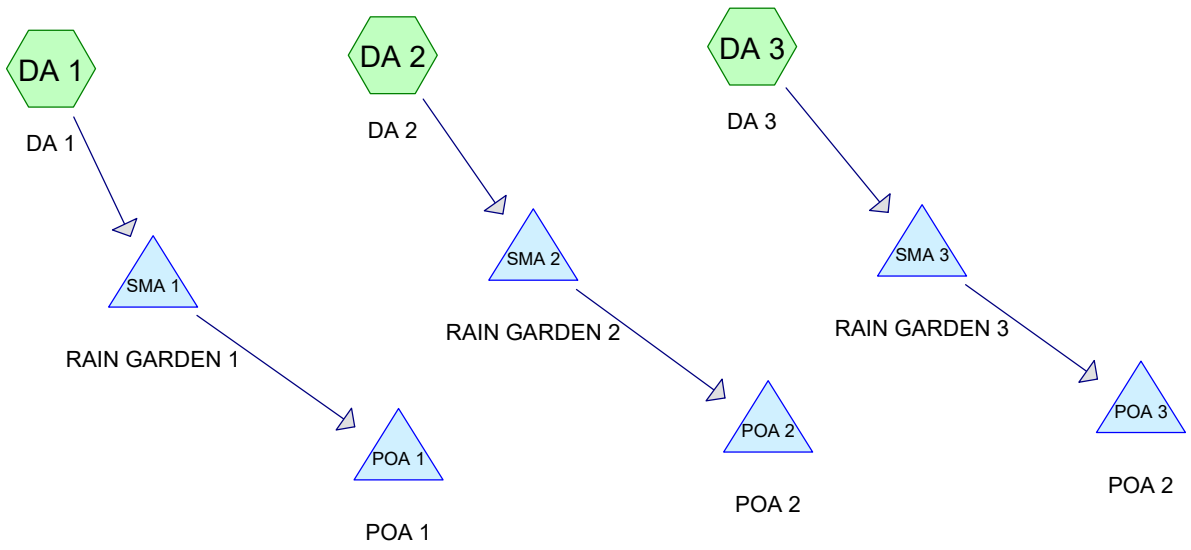 DA 1
DA 1
SMA 1
RAIN GARDEN 1
POA 1
POA 1
DA 2
DA 2
SMA 2
RAIN GARDEN 2
POA 2
POA 2
DA 3
DA 3
SMA 3
RAIN GARDEN 3
POA 3
POA 2